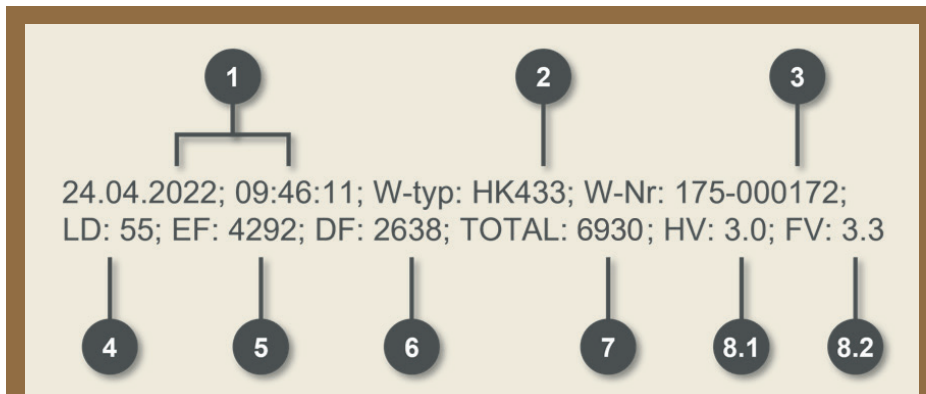 1 2 3
24.04.2022; 09:46:11; W-typ: HK433; W-Nr: 175-000172;
LD: 55; EF: 4292; DF: 2638; TOTAL: 6930; HV: 3.0; FV: 3.3
4 5 6 7 8.1 8.2